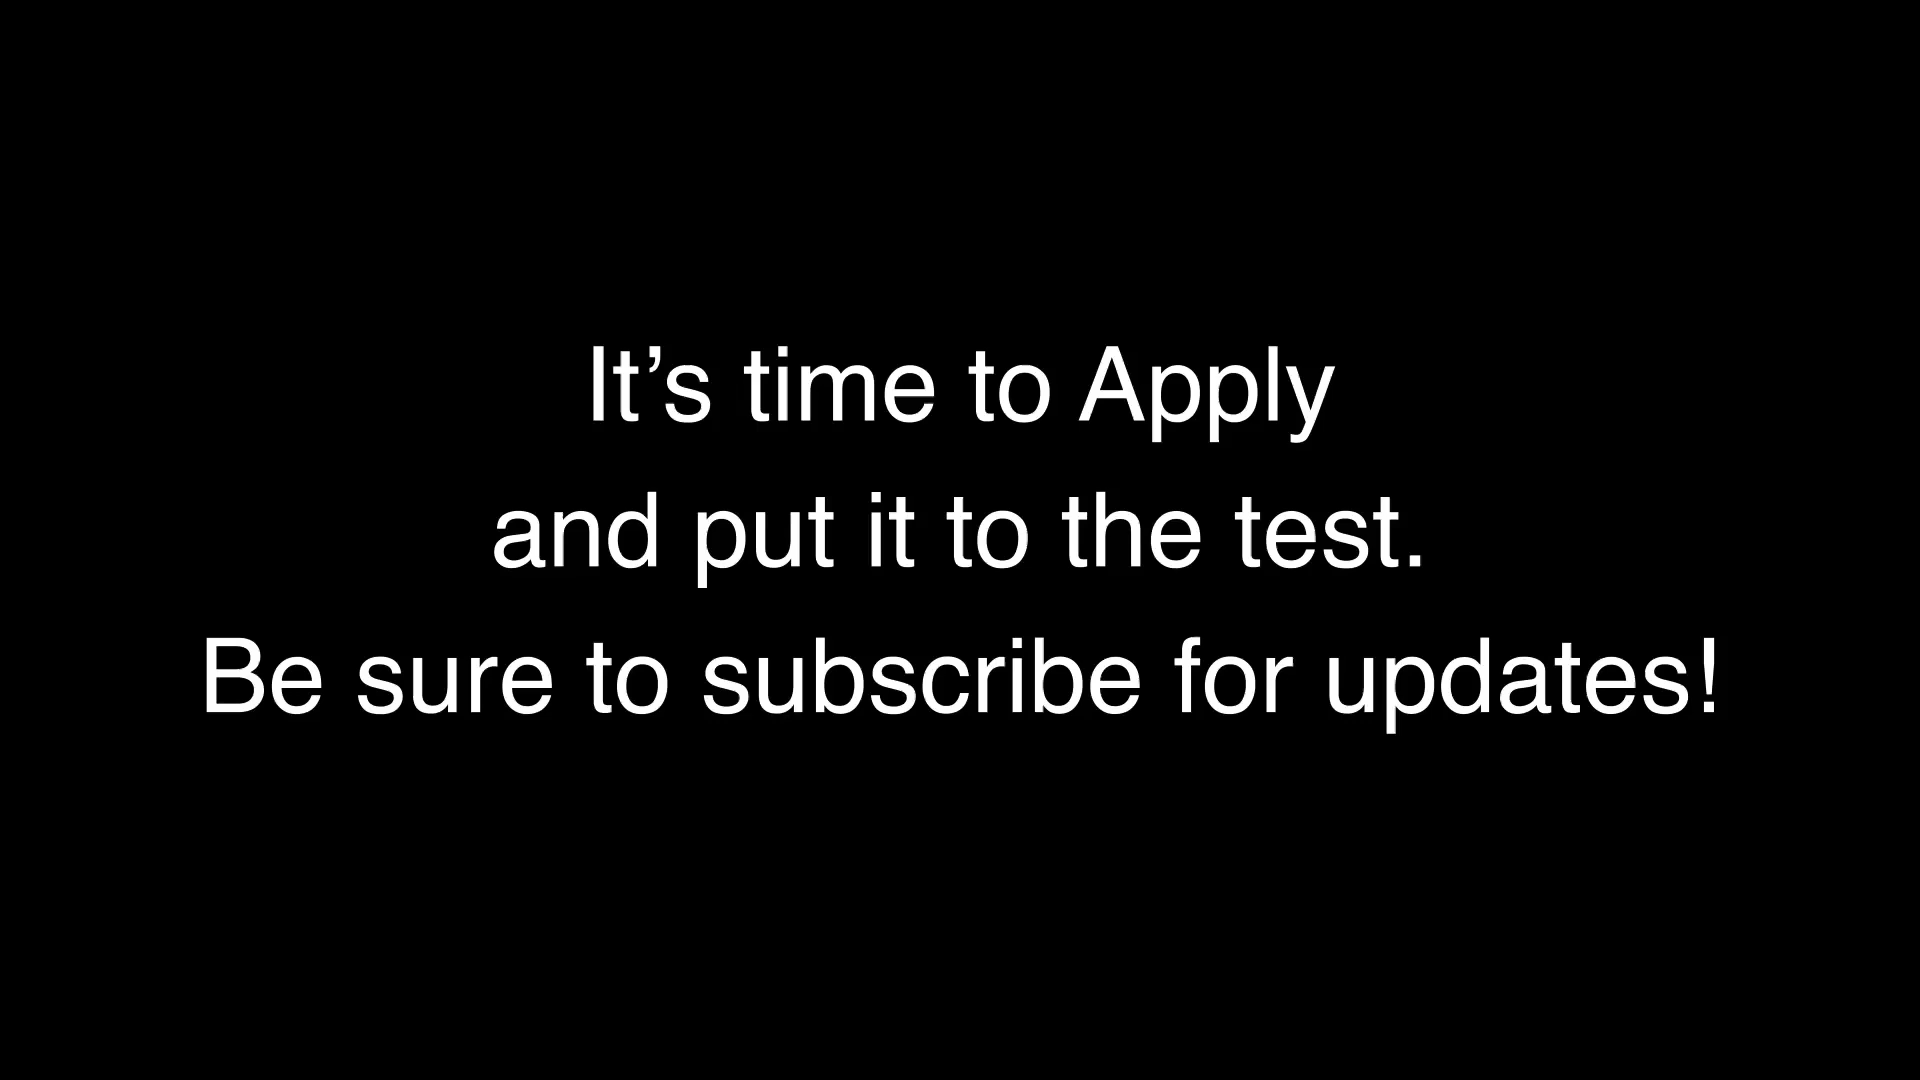 It’s time to Apply
and put it to the test.
Be sure to subscribe for updates!